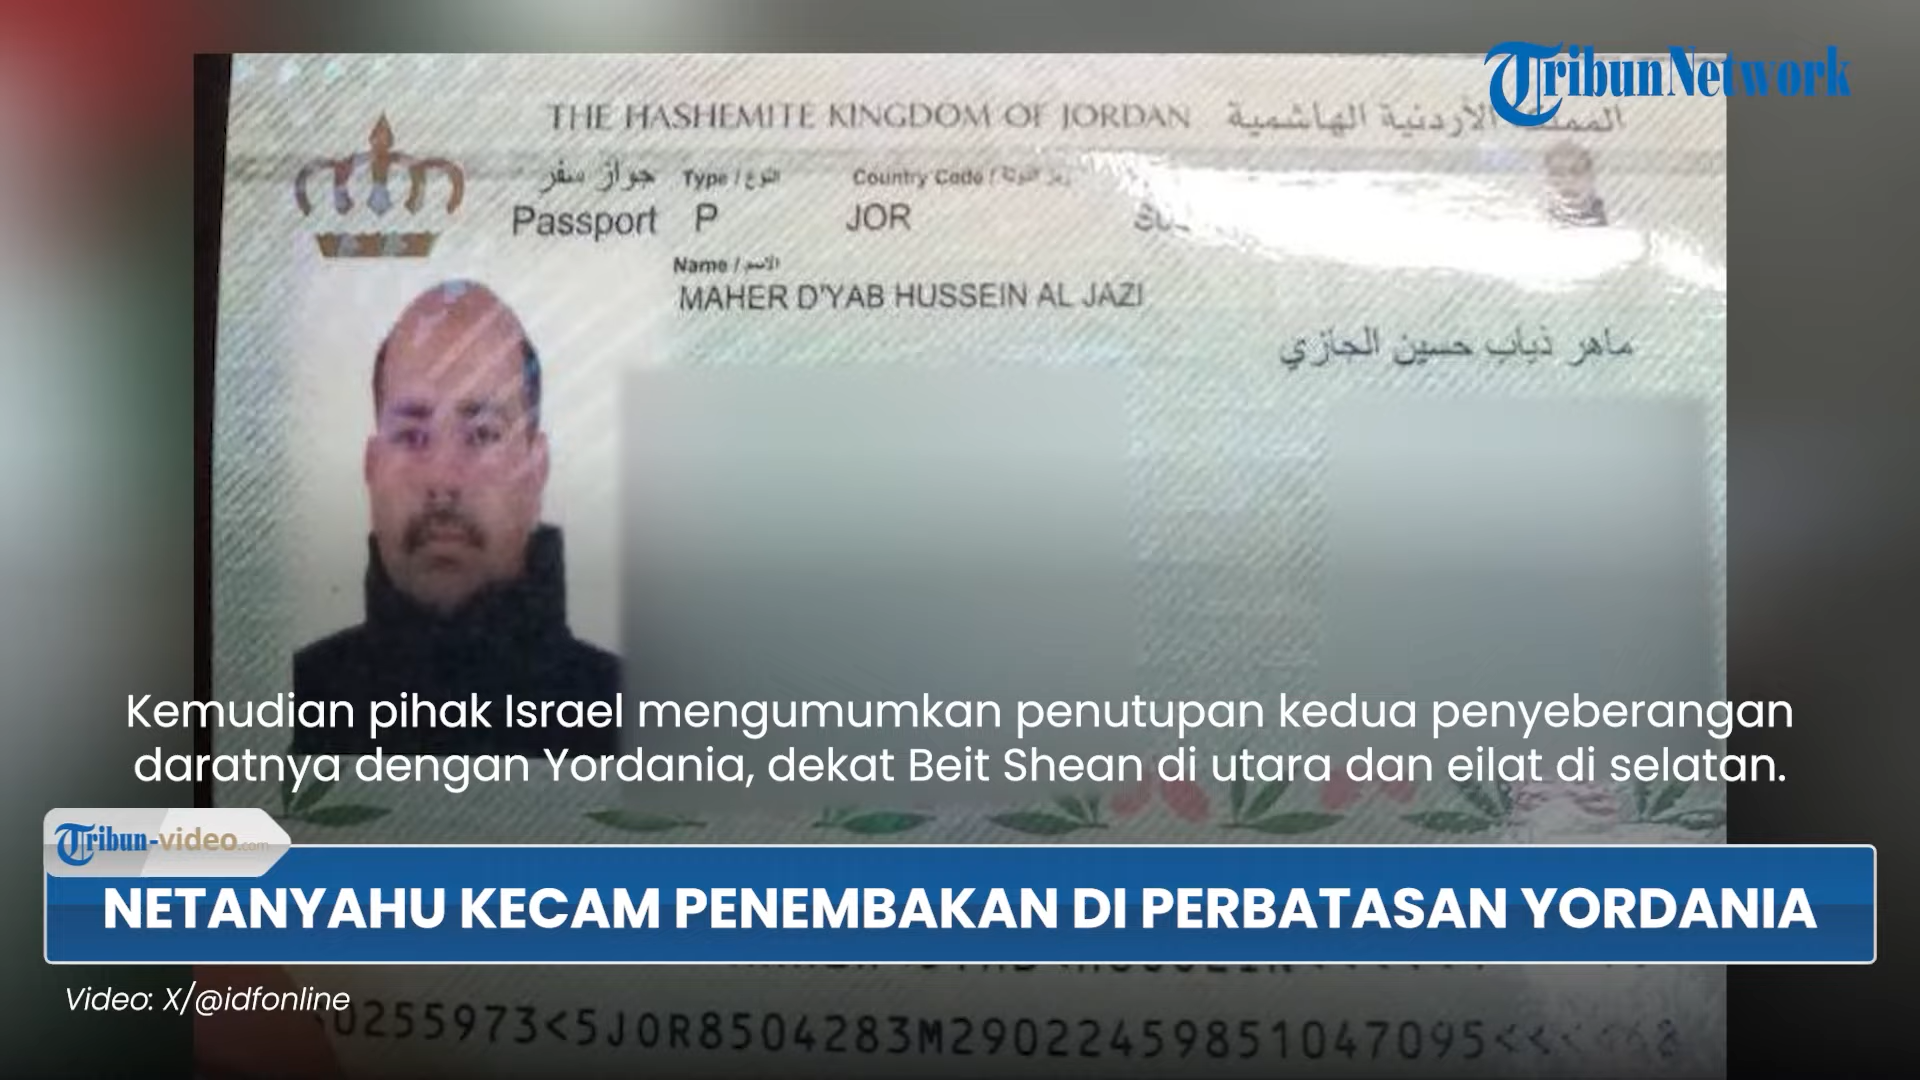 TribunNetwork
THE HASHEMITE KINGDOM OF JORDAN المملكة الأردنية الهاشمية
جواز سفر Type / النوع Country Code / رمز الدولة
Passport P JOR
Name / الاسم
MAHER D'YAB HUSSEIN AL JAZI
ماهر ذياب حسين الجازي
Kemudian pihak Israel mengumumkan penutupan kedua penyeberangan
daratnya dengan Yordania, dekat Beit Shean di utara dan eilat di selatan.
Tribun-video.com
NETANYAHU KECAM PENEMBAKAN DI PERBATASAN YORDANIA
Video: X/@idfonline
0255973<5JOR8504283M29022459851047095<<<